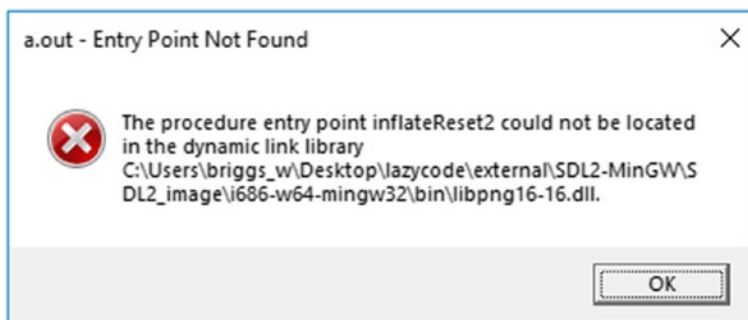 a.out - Entry Point Not Found
The procedure entry point inflateReset2 could not be located
in the dynamic link library
C:\Users\briggs_w\Desktop\lazycode\external\SDL2-MinGW\S
DL2_image\i686-w64-mingw32\bin\libpng16-16.dll.
OK